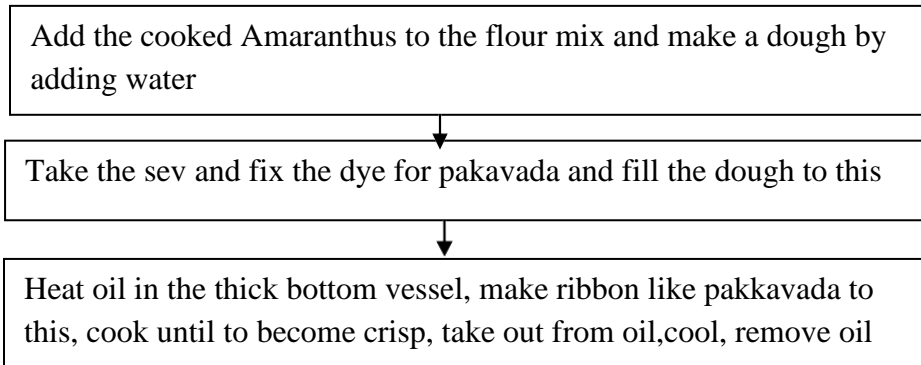 Add the cooked Amaranthus to the flour mix and make a dough by
adding water
Take the sev and fix the dye for pakavada and fill the dough to this
Heat oil in the thick bottom vessel, make ribbon like pakkavada to
this, cook until to become crisp, take out from oil,cool, remove oil